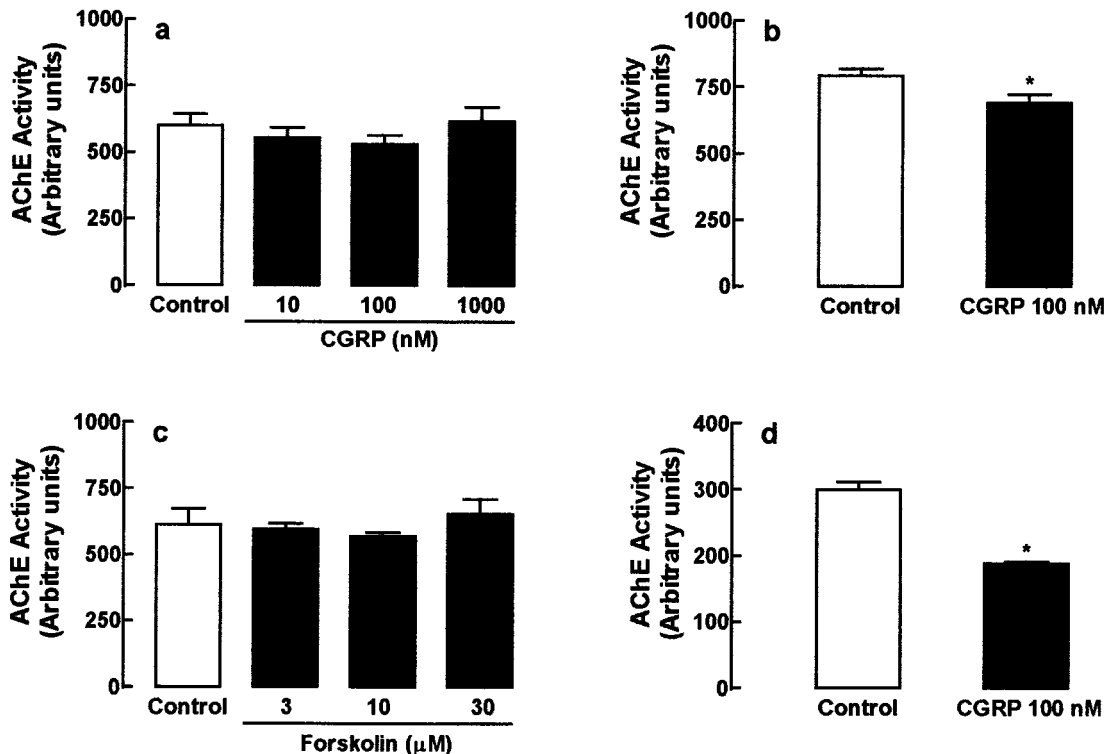 a
AChE Activity
(Arbitrary units)
1000
750
500
250
0
Control
10
100
1000
CGRP (nM)
b
AChE Activity
(Arbitrary units)
1000
750
500
250
0
*
Control
CGRP 100 nM
c
AChE Activity
(Arbitrary units)
1000
750
500
250
0
Control
3
10
30
Forskolin (μM)
d
AChE Activity
(Arbitrary units)
400
300
200
100
0
*
Control
CGRP 100 nM